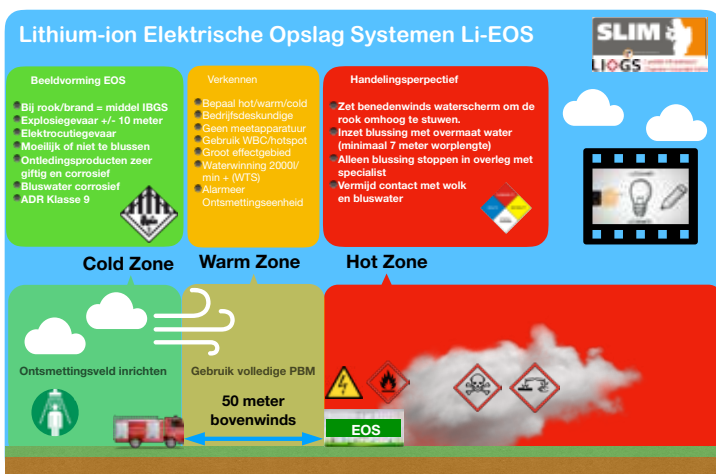 Lithium-ion Elektrische Opslag Systemen Li-EOS
SLIM
LIOGS
Beeldvorming EOS
Bij rook/brand = middel IBGS
Explosiegevaar +/- 10 meter
Elektrocutiegevaar
Moeilijk of niet te blussen
Ontledingsproducten zeer
giftig en corrosief
Bluswater corrosief
ADR Klasse 9
Verkennen
Bepaal hot/warm/cold
Bedrijfsdeskundige
Geen meetapparatuur
Gebruik WBC/hotspot
Groot effectgebied
Waterwinning 2000l/
min + (WTS)
Alarmeer
Ontsmettingseenheid
Handelingsperpectief
Zet benedenwinds waterscherm om de
rook omhoog te stuwen.
Inzet blussing met overmaat water
(minimaal 7 meter worplengte)
Alleen blussing stoppen in overleg met
specialist
Vermijd contact met wolk
en bluswater
Cold Zone
Warm Zone
Hot Zone
Ontsmettingsveld inrichten
Gebruik volledige PBM
50 meter
bovenwinds
EOS